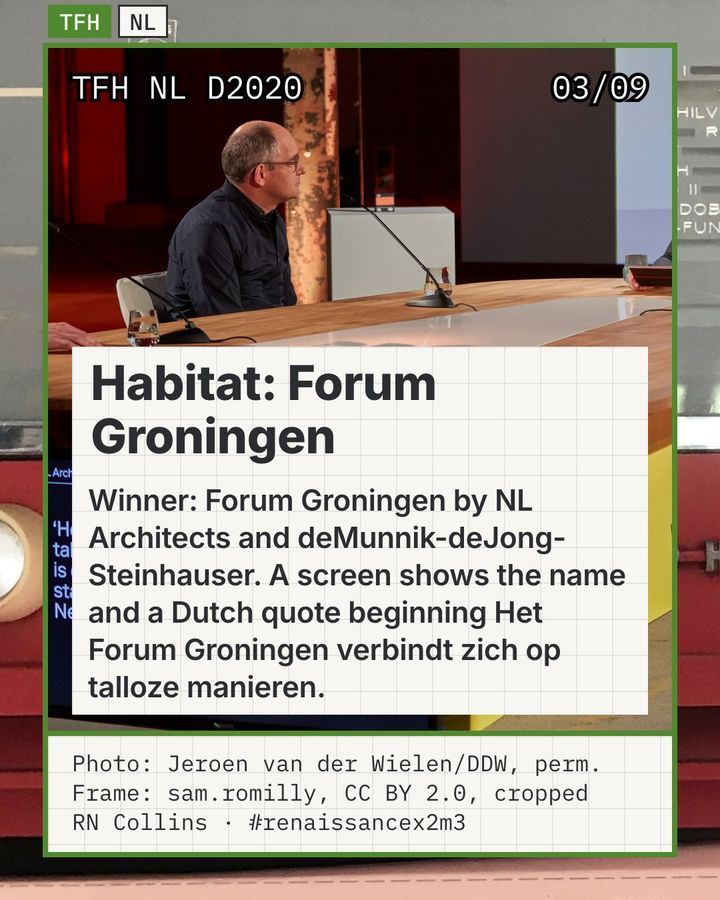 TFH NL
TFH NL D2020
03/09
Habitat: Forum
Groningen
Winner: Forum Groningen by NL
Architects and deMunnik-deJong-
Steinhauser. A screen shows the name
and a Dutch quote beginning Het
Forum Groningen verbindt zich op
talloze manieren.
Photo: Jeroen van der Wielen/DDW, perm.
Frame: sam.romilly, CC BY 2.0, cropped
RN Collins · #renaissancex2m3